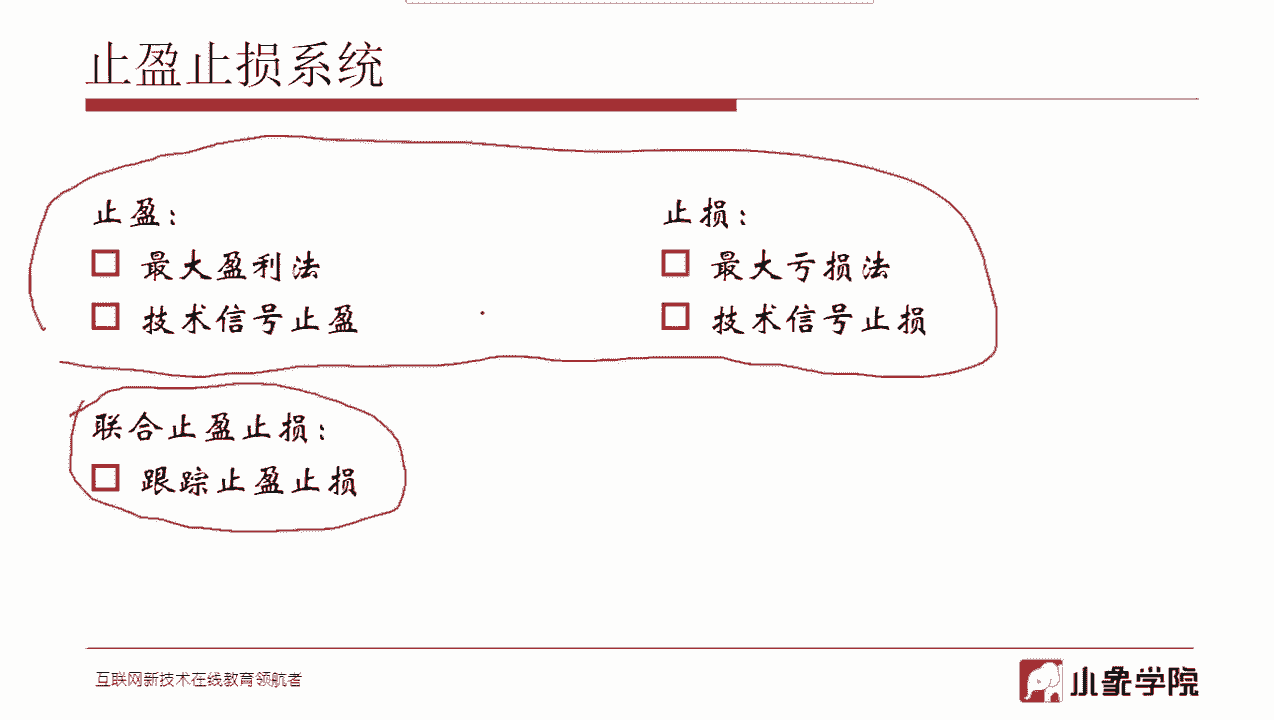 止盈止损系统
止盈：
最大盈利法
技术信号止盈
止损：
最大亏损法
技术信号止损
联合止盈止损：
跟踪止盈止损
互联网新技术在线教育领航者
小象学院